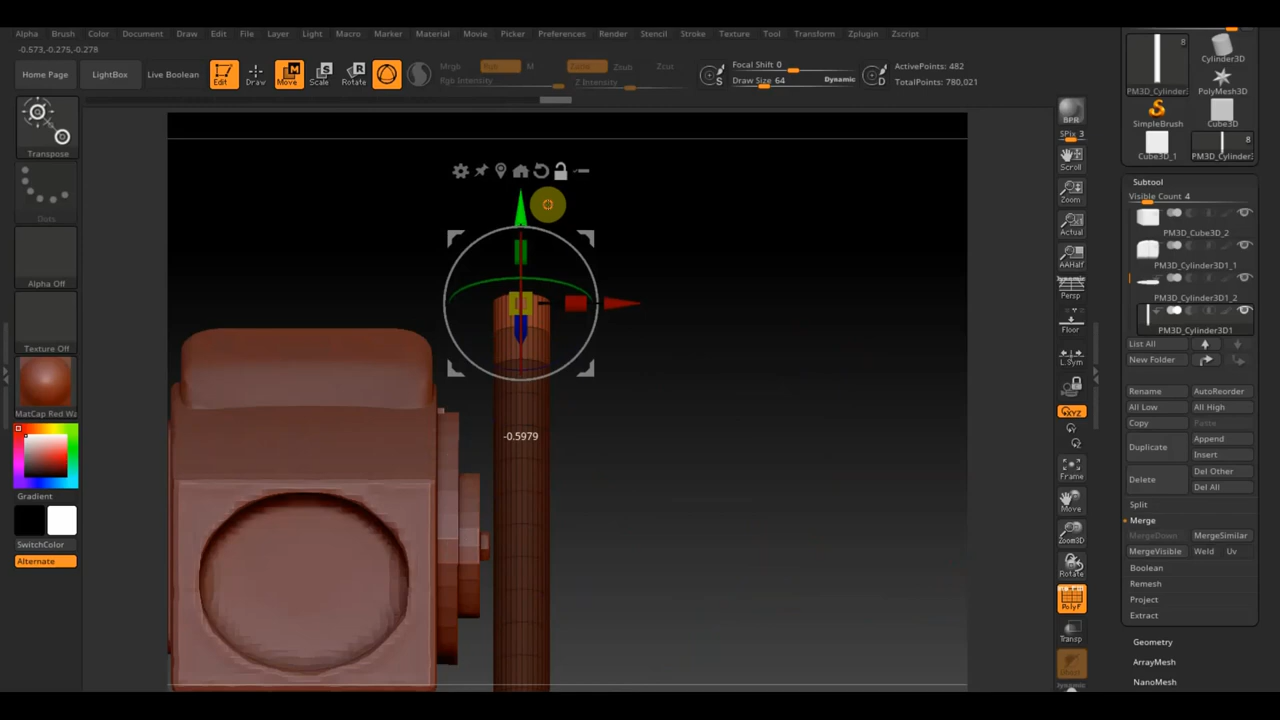 Alpha Brush Color Document Draw Edit File Layer Light Macro Marker Material Movie Picker Preferences Render Stencil Stroke Texture Tool Transform Zplugin Zscript
-0.573,-0.275,-0.278
Home Page LightBox Live Boolean Edit Draw Move Scale Rotate
Mrgb Rgb M Zadd Zsub Zcut
Rgb Intensity Z Intensity
Focal Shift 0
Draw Size 64 Dynamic
S D
ActivePoints: 482
TotalPoints: 780,021
Transpose
Dots
Alpha Off
Texture Off
MatCap Red Wa
Gradient
SwitchColor
Alternate
-0.5979
BPR
SPix 3
Scroll
Zoom
Actual
AAHalf
Dynamic
Persp
Floor
L.Sym
XYZ
Frame
Move
Zoom3D
Rotate
PolyF
Transp
Dynamic
8
Cylinder3D
PM3D_Cylinder3 PolyMesh3D
SimpleBrush Cube3D
8
Cube3D_1 PM3D_Cylinder:
Subtool
Visible Count 4
PM3D_Cube3D_2
PM3D_Cylinder3D1_1
PM3D_Cylinder3D1_2
PM3D_Cylinder3D1
List All
New Folder
Rename AutoReorder
All Low All High
Copy Paste
Duplicate Append
Insert
Delete Del Other
Del All
Split
Merge
MergeDown MergeSimilar
MergeVisible Weld Uv
Boolean
Remesh
Project
Extract
Geometry
ArrayMesh
NanoMesh